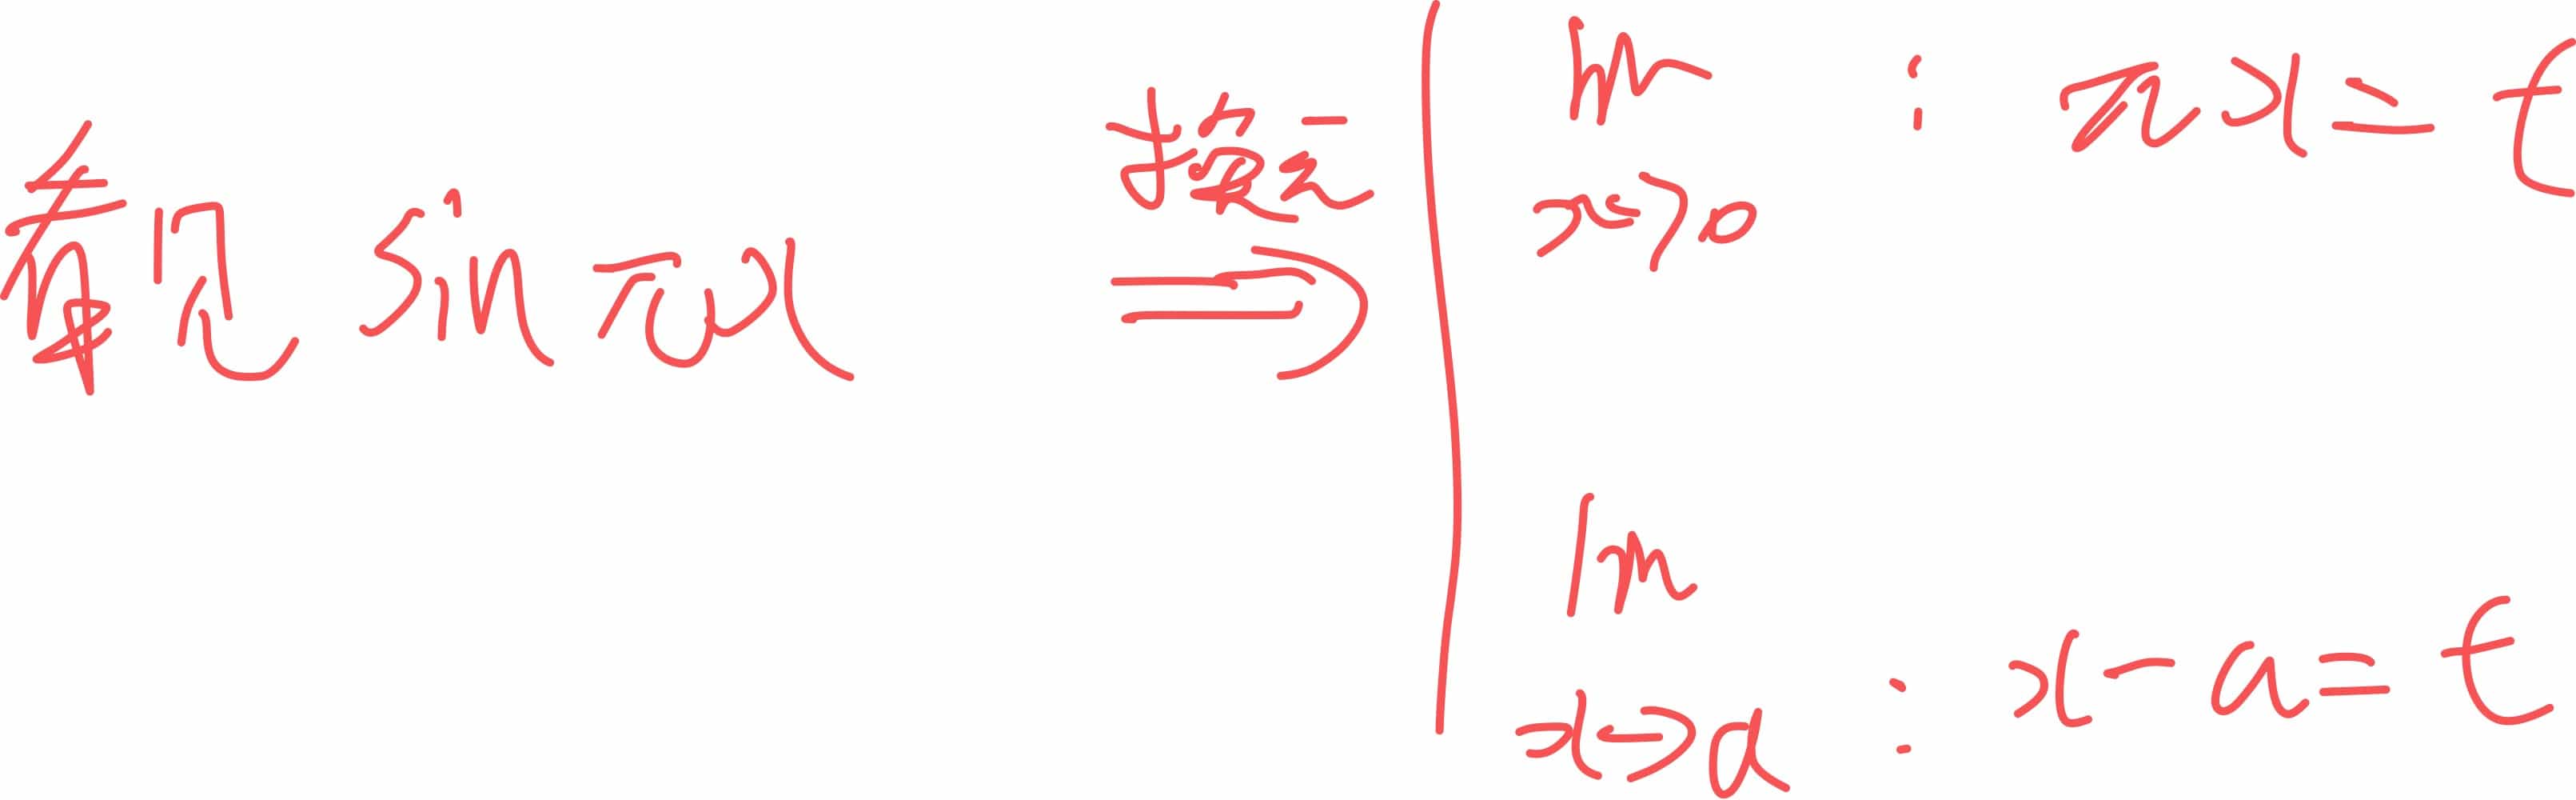 看见 sin πx 换元 ⇒
lim x→0 : πx = t
lim x→a : x - a = t